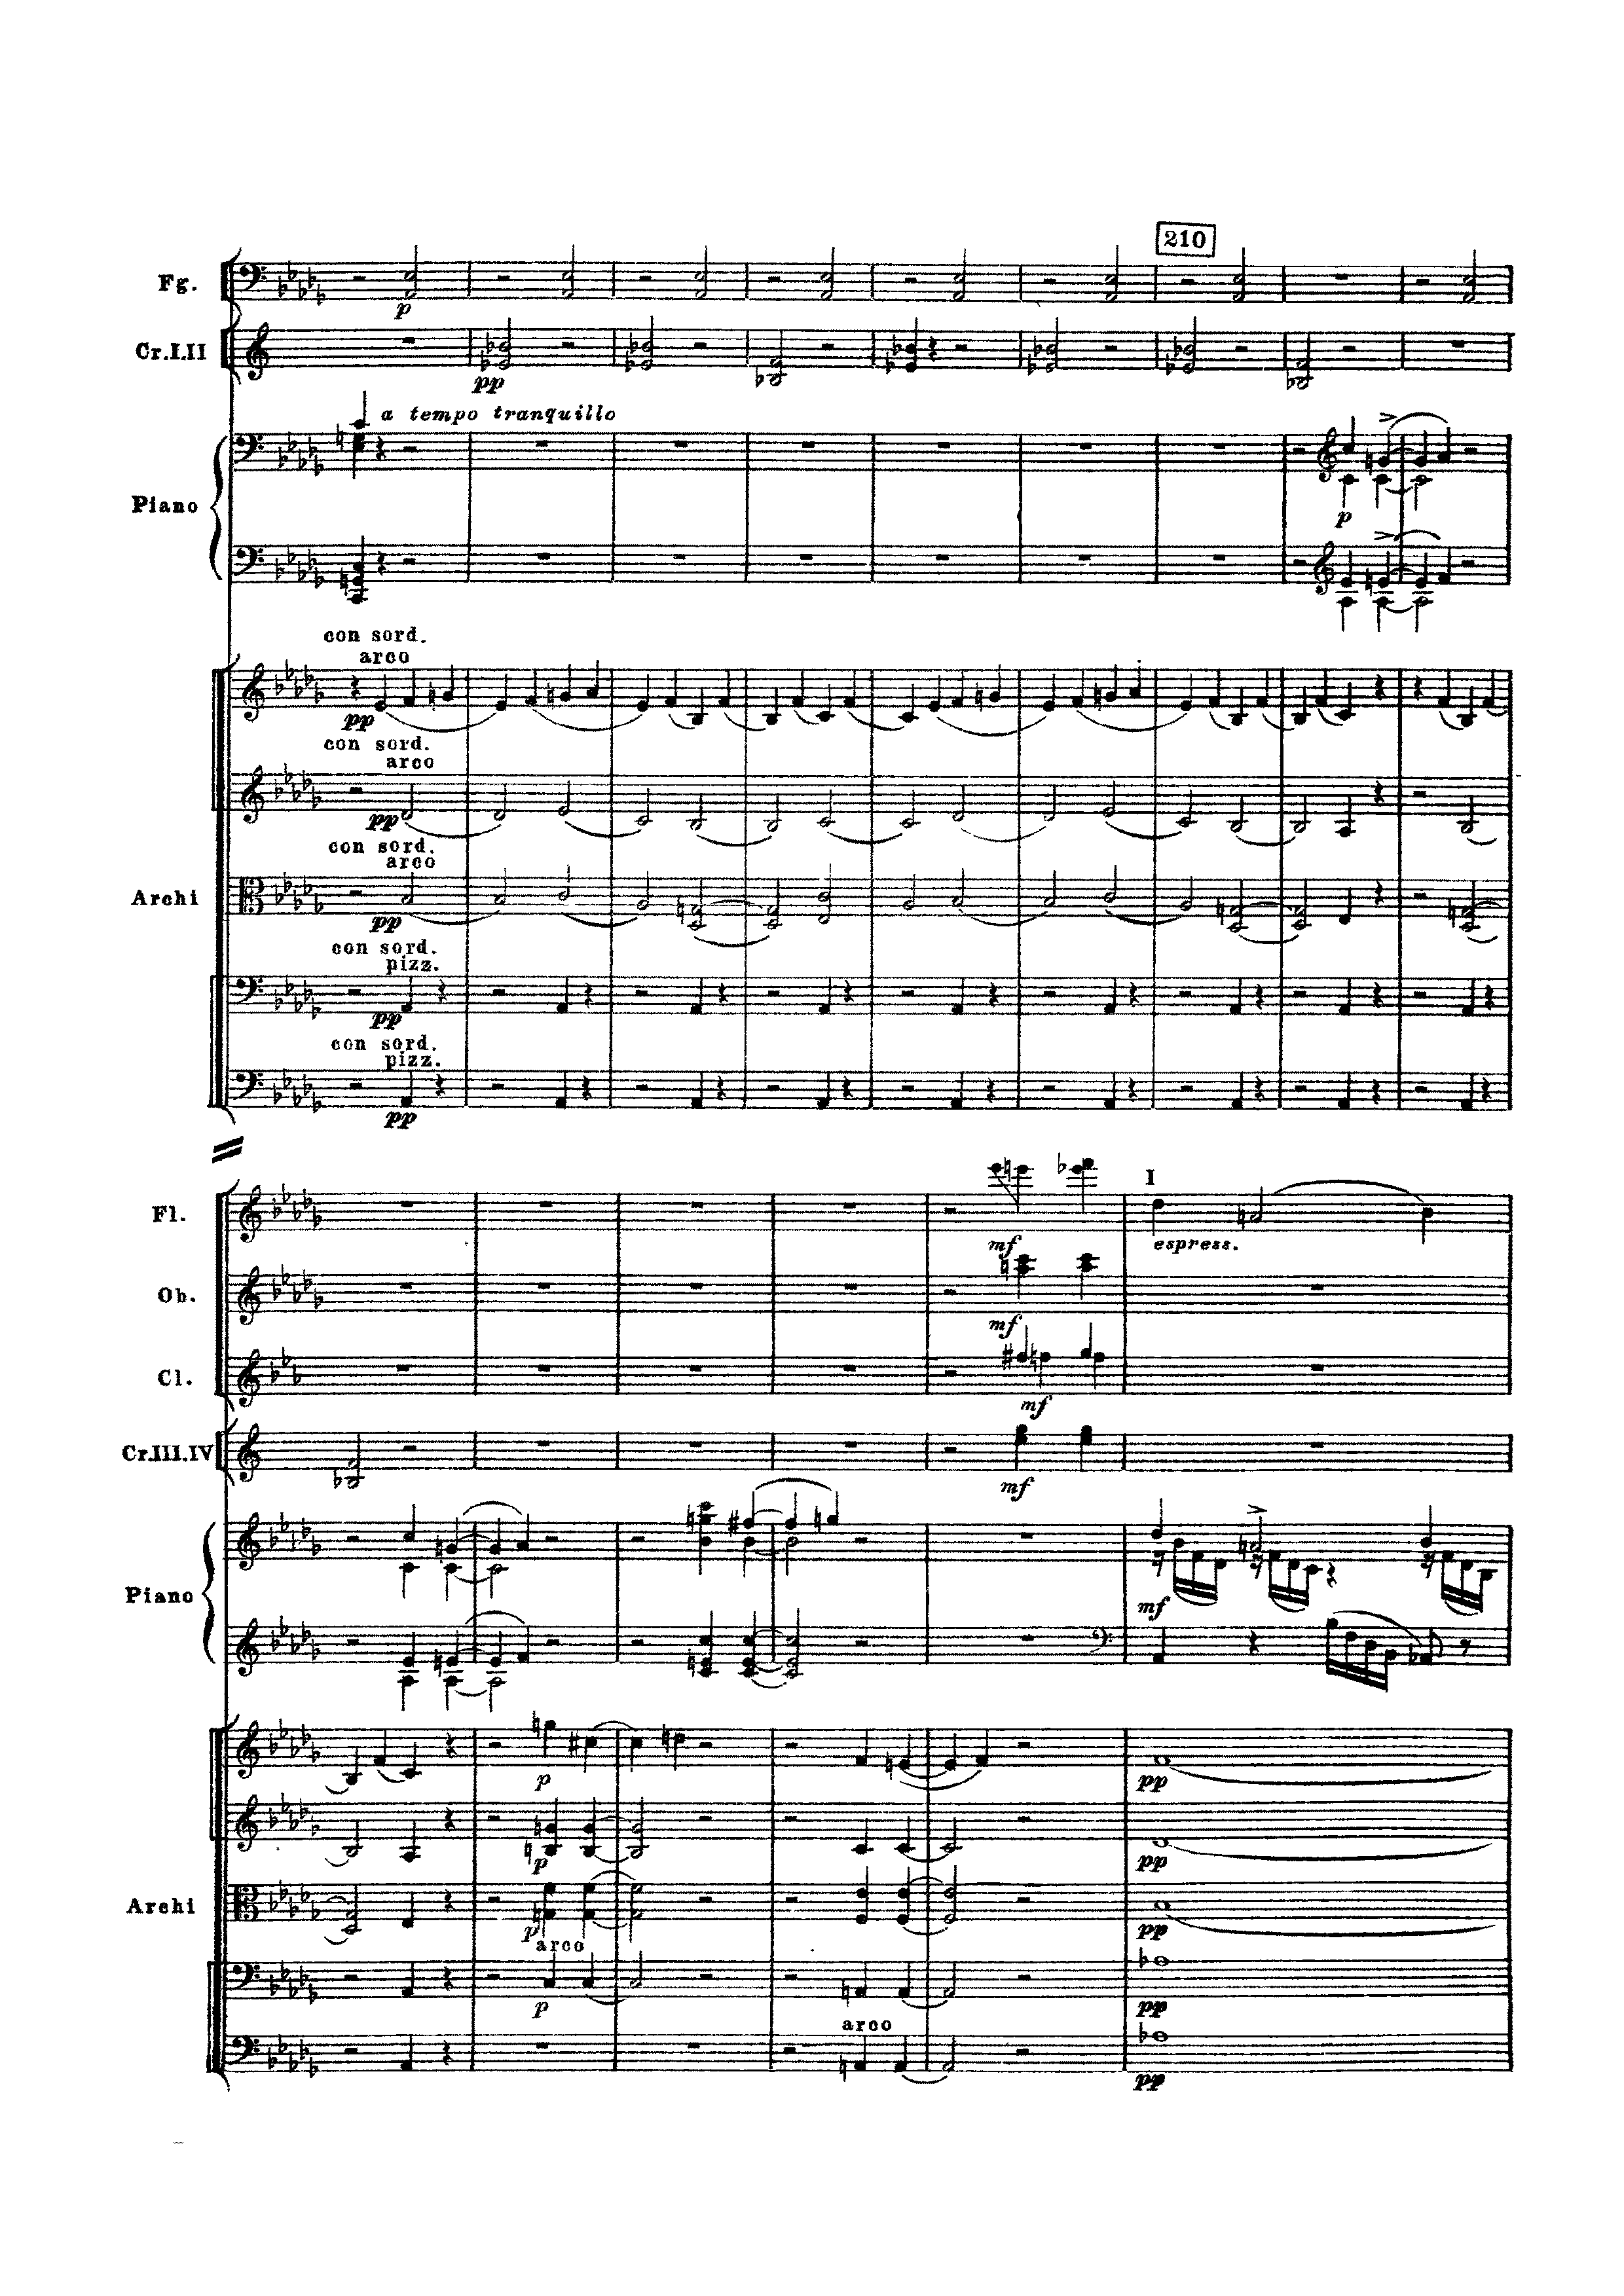 210
Fg.
p
Cr.I.II
pp
a tempo tranquillo
Piano
p
con sord.
arco
pp
con sord.
arco
pp
con sord.
arco
Archi
pp
con sord.
pizz.
pp
con sord.
pizz.
pp
I
Fl.
mf
espress.
Ob.
mf
Cl.
mf
Cr.III.IV
mf
Piano
mf
p
pp
p
pp
Archi
p
pp
arco
p
pp
arco
pp